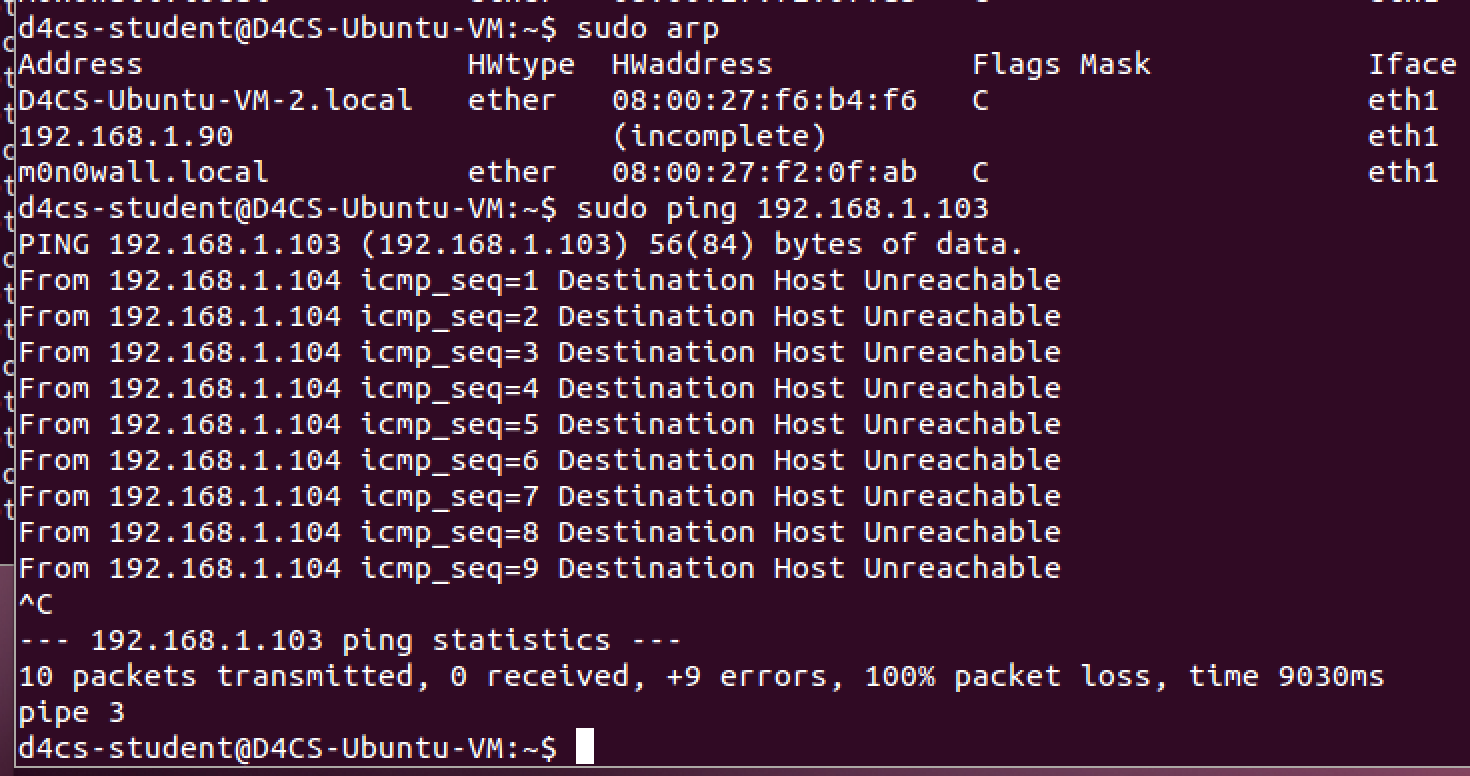 d4cs-student@D4CS-Ubuntu-VM:~$ sudo arp
Address                  HWtype  HWaddress           Flags Mask            Iface
D4CS-Ubuntu-VM-2.local   ether   08:00:27:f6:b4:f6   C                     eth1
192.168.1.90                     (incomplete)                              eth1
m0n0wall.local           ether   08:00:27:f2:0f:ab   C                     eth1
d4cs-student@D4CS-Ubuntu-VM:~$ sudo ping 192.168.1.103
PING 192.168.1.103 (192.168.1.103) 56(84) bytes of data.
From 192.168.1.104 icmp_seq=1 Destination Host Unreachable
From 192.168.1.104 icmp_seq=2 Destination Host Unreachable
From 192.168.1.104 icmp_seq=3 Destination Host Unreachable
From 192.168.1.104 icmp_seq=4 Destination Host Unreachable
From 192.168.1.104 icmp_seq=5 Destination Host Unreachable
From 192.168.1.104 icmp_seq=6 Destination Host Unreachable
From 192.168.1.104 icmp_seq=7 Destination Host Unreachable
From 192.168.1.104 icmp_seq=8 Destination Host Unreachable
From 192.168.1.104 icmp_seq=9 Destination Host Unreachable
^C
--- 192.168.1.103 ping statistics ---
10 packets transmitted, 0 received, +9 errors, 100% packet loss, time 9030ms
pipe 3
d4cs-student@D4CS-Ubuntu-VM:~$